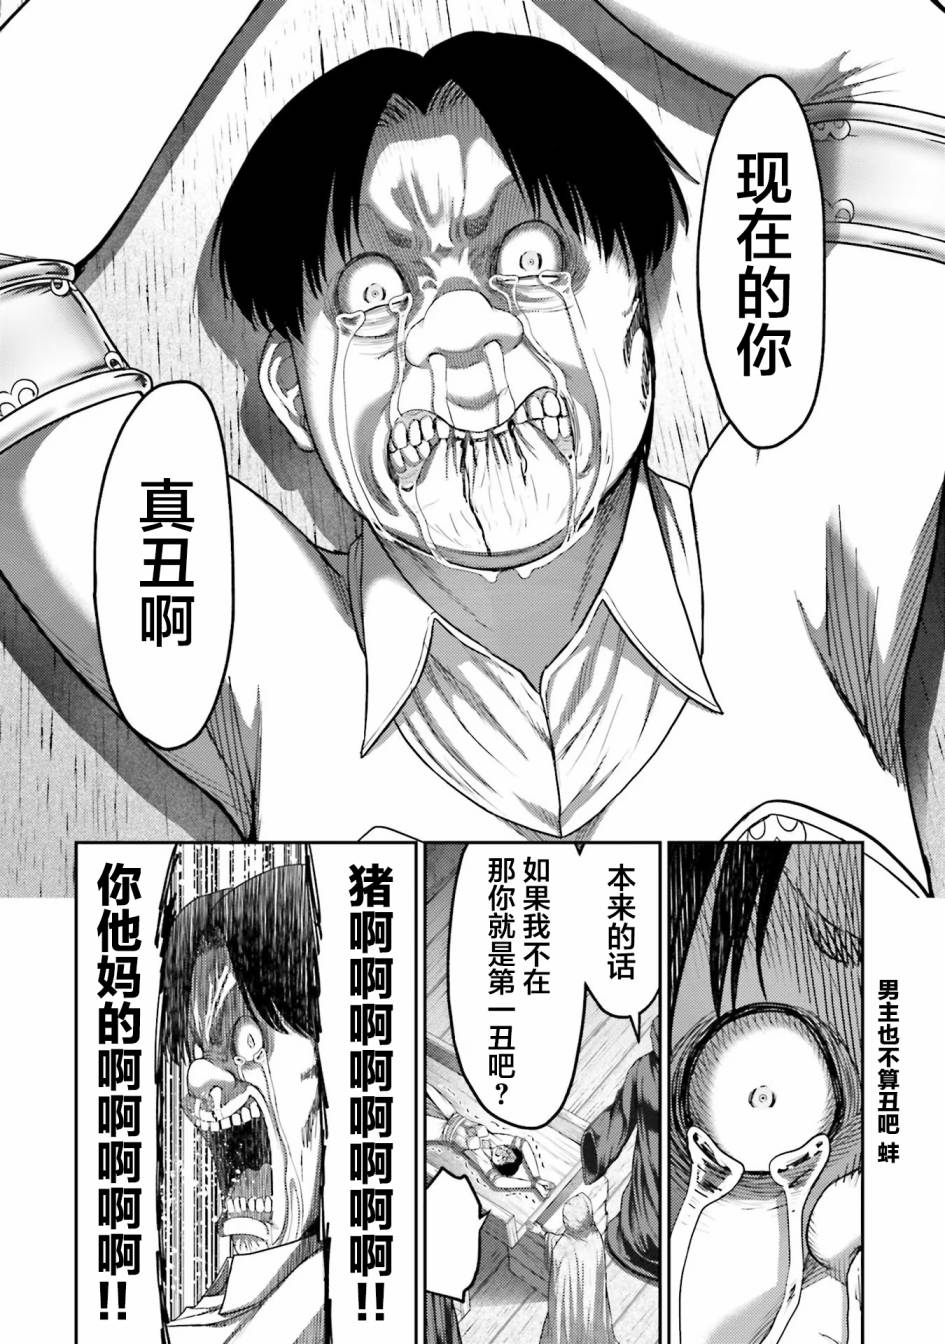 现在的你
真丑啊
男主也不算丑吧 蚌
本来的话
如果我不在
那你就是第一丑吧？
猪啊啊啊啊啊啊啊!!
你他妈的啊啊啊啊啊!!